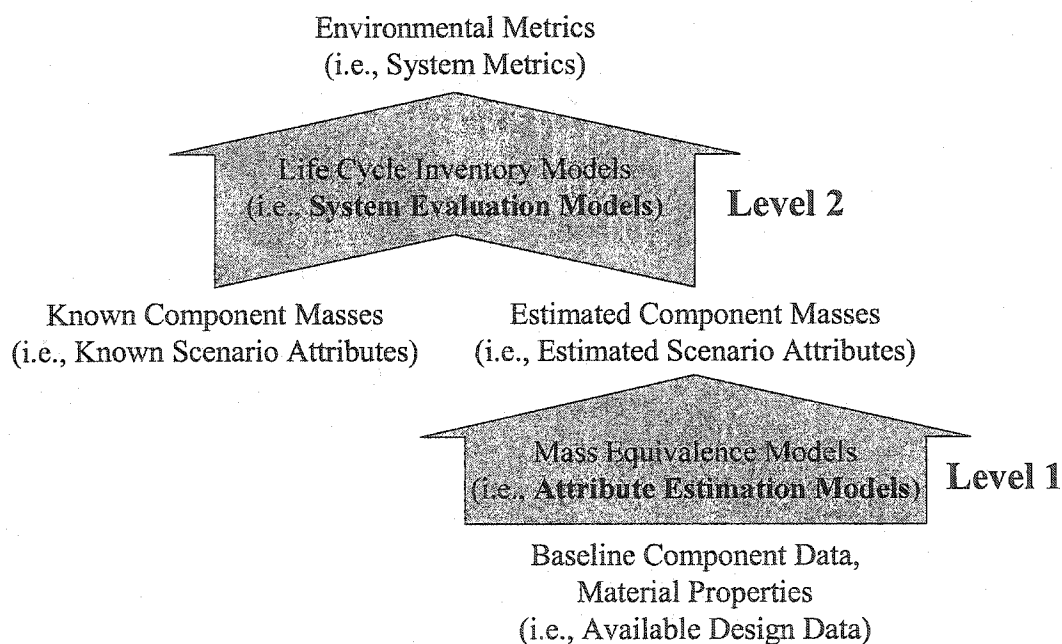 Environmental Metrics
(i.e., System Metrics)
Life Cycle Inventory Models
(i.e., System Evaluation Models)
Level 2
Known Component Masses
(i.e., Known Scenario Attributes)
Estimated Component Masses
(i.e., Estimated Scenario Attributes)
Mass Equivalence Models
(i.e., Attribute Estimation Models)
Level 1
Baseline Component Data,
Material Properties
(i.e., Available Design Data)